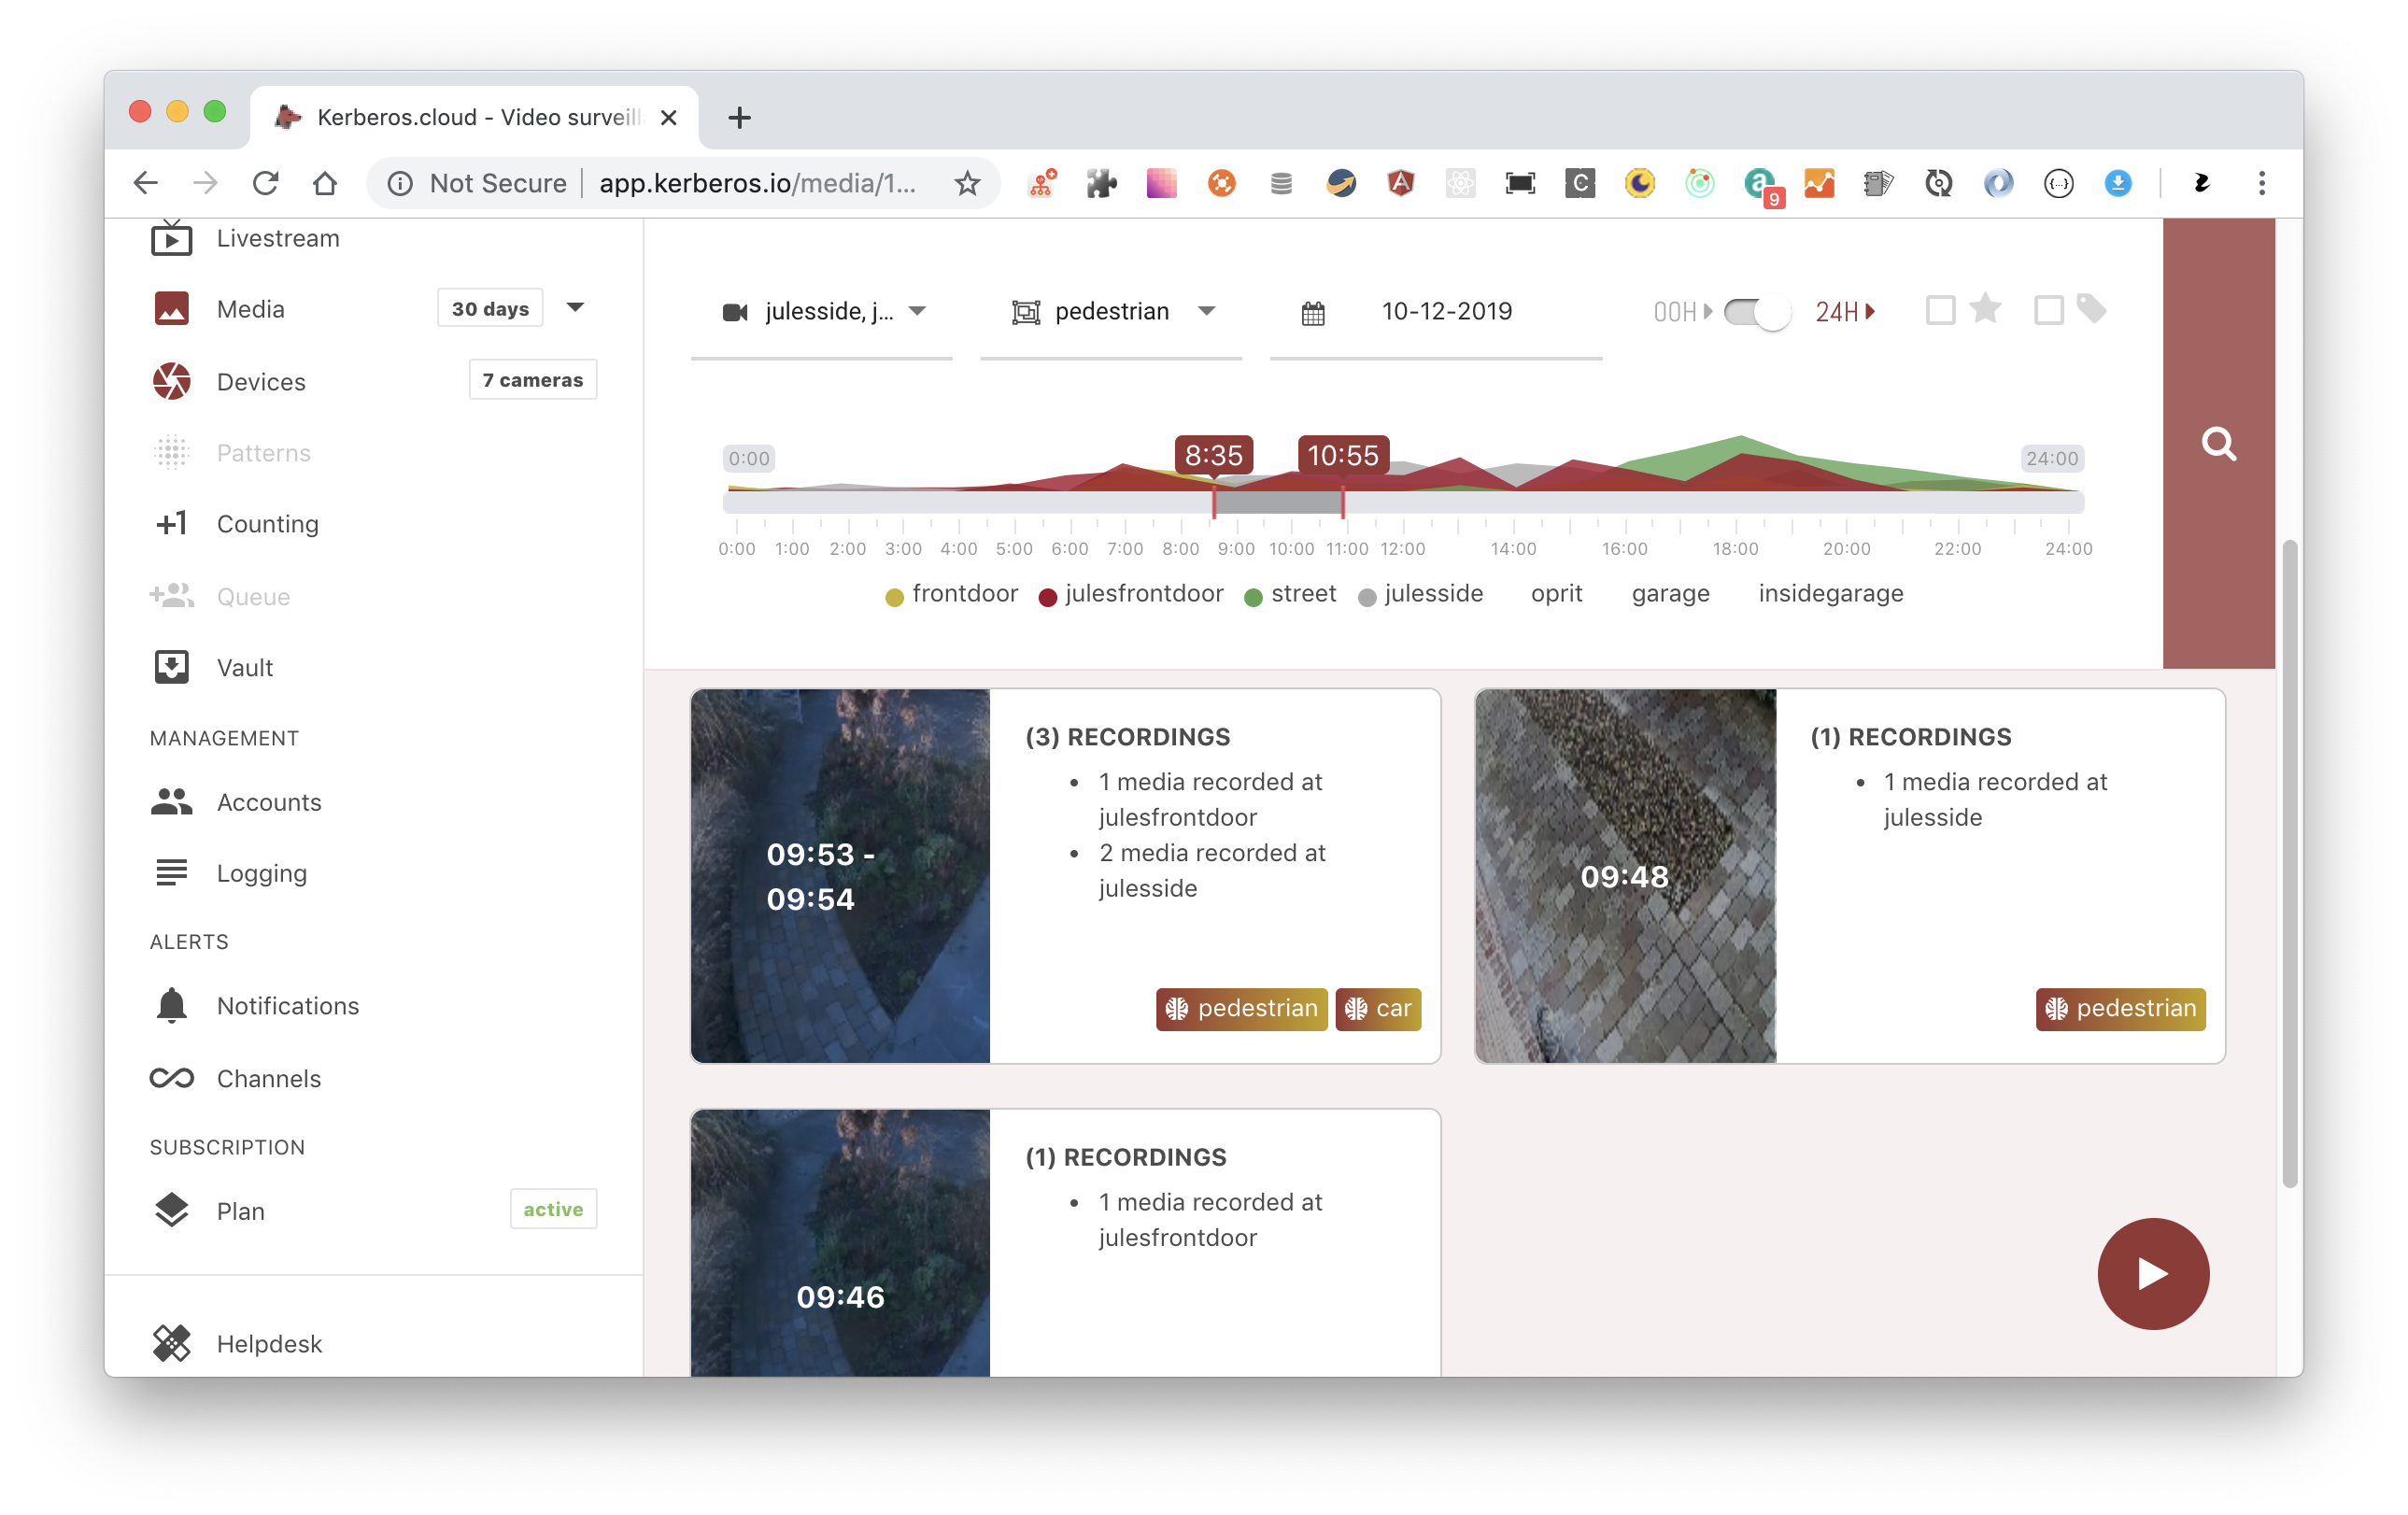 Kerberos.cloud - Video surveill
Not Secure | app.kerberos.io/media/1...
9
Livestream
Media 30 days
Devices 7 cameras
Patterns
+1 Counting
Queue
Vault
MANAGEMENT
Accounts
Logging
ALERTS
Notifications
Channels
SUBSCRIPTION
Plan active
Helpdesk
julesside, j... pedestrian 10-12-2019 00H 24H
0:00 8:35 10:55 24:00
0:00 1:00 2:00 3:00 4:00 5:00 6:00 7:00 8:00 9:00 10:00 11:00 12:00 14:00 16:00 18:00 20:00 22:00 24:00
frontdoor julesfrontdoor street julesside oprit garage insidegarage
09:53 -
09:54
(3) RECORDINGS
• 1 media recorded at
julesfrontdoor
• 2 media recorded at
julesside
pedestrian car
09:48
(1) RECORDINGS
• 1 media recorded at
julesside
pedestrian
09:46
(1) RECORDINGS
• 1 media recorded at
julesfrontdoor